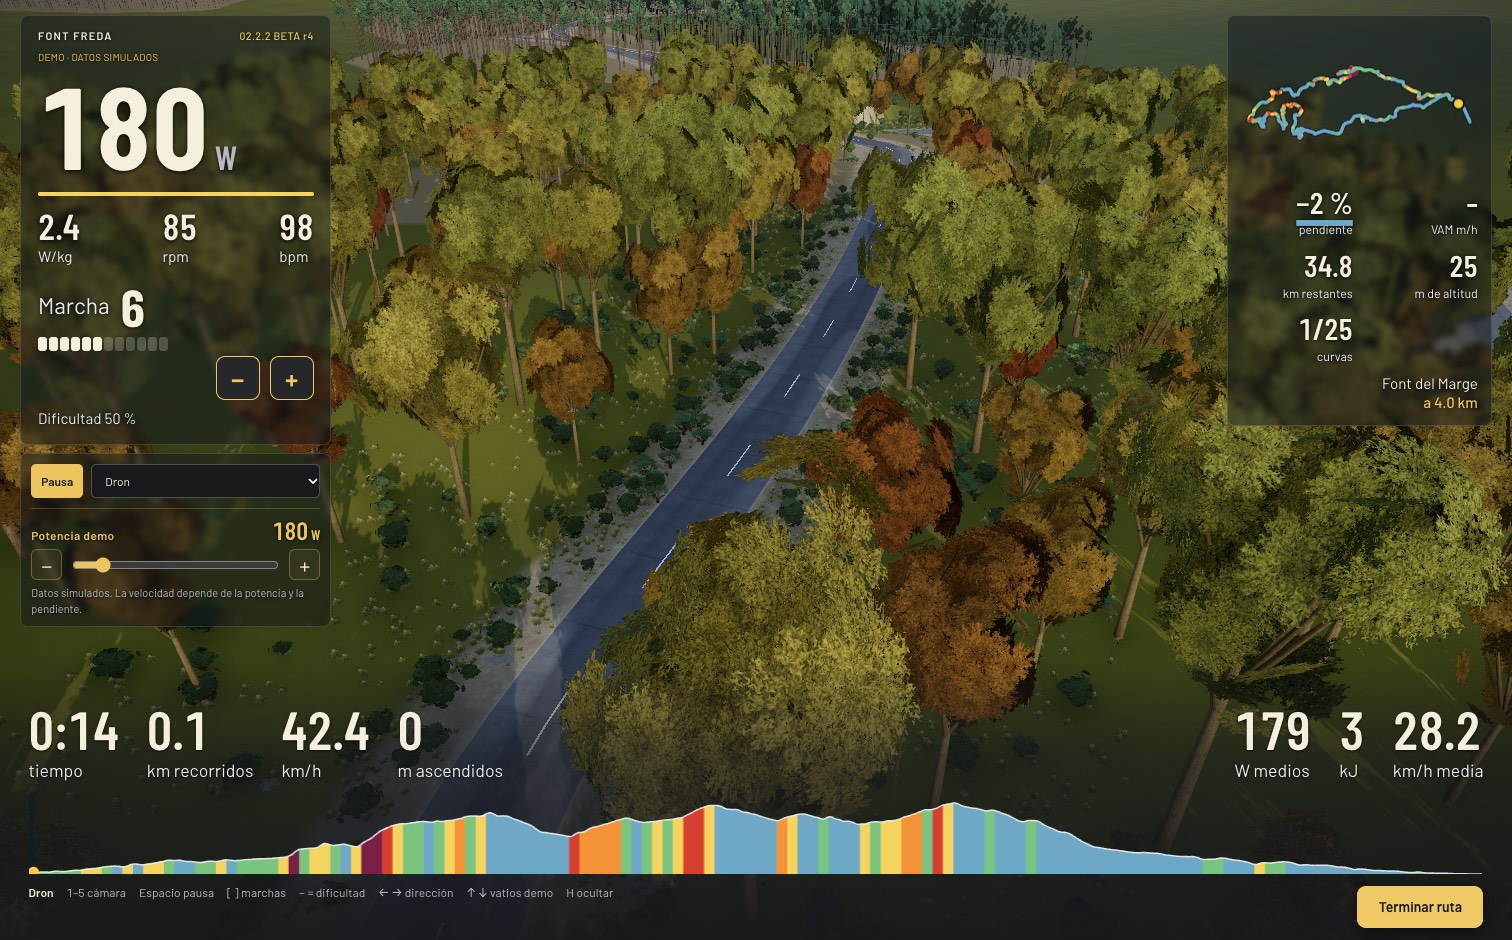 FONT FREDA
02.2.2 BETA r4
DEMO · DATOS SIMULADOS
180 W
2.4 85 98
W/kg rpm bpm
Marcha 6
− +
Dificultad 50 %
Pausa Dron
Potencia demo 180 W
− +
Datos simulados. La velocidad depende de la potencia y la
pendiente.
−2 % –
pendiente VAM m/h
34.8 25
km restantes m de altitud
1/25
curvas
Font del Marge
a 4.0 km
0:14 0.1 42.4 0
tiempo km recorridos km/h m ascendidos
179 3 28.2
W medios kJ km/h media
Dron 1–5 cámara Espacio pausa [ ] marchas − = dificultad ← → dirección ↑ ↓ vatios demo H ocultar
Terminar ruta